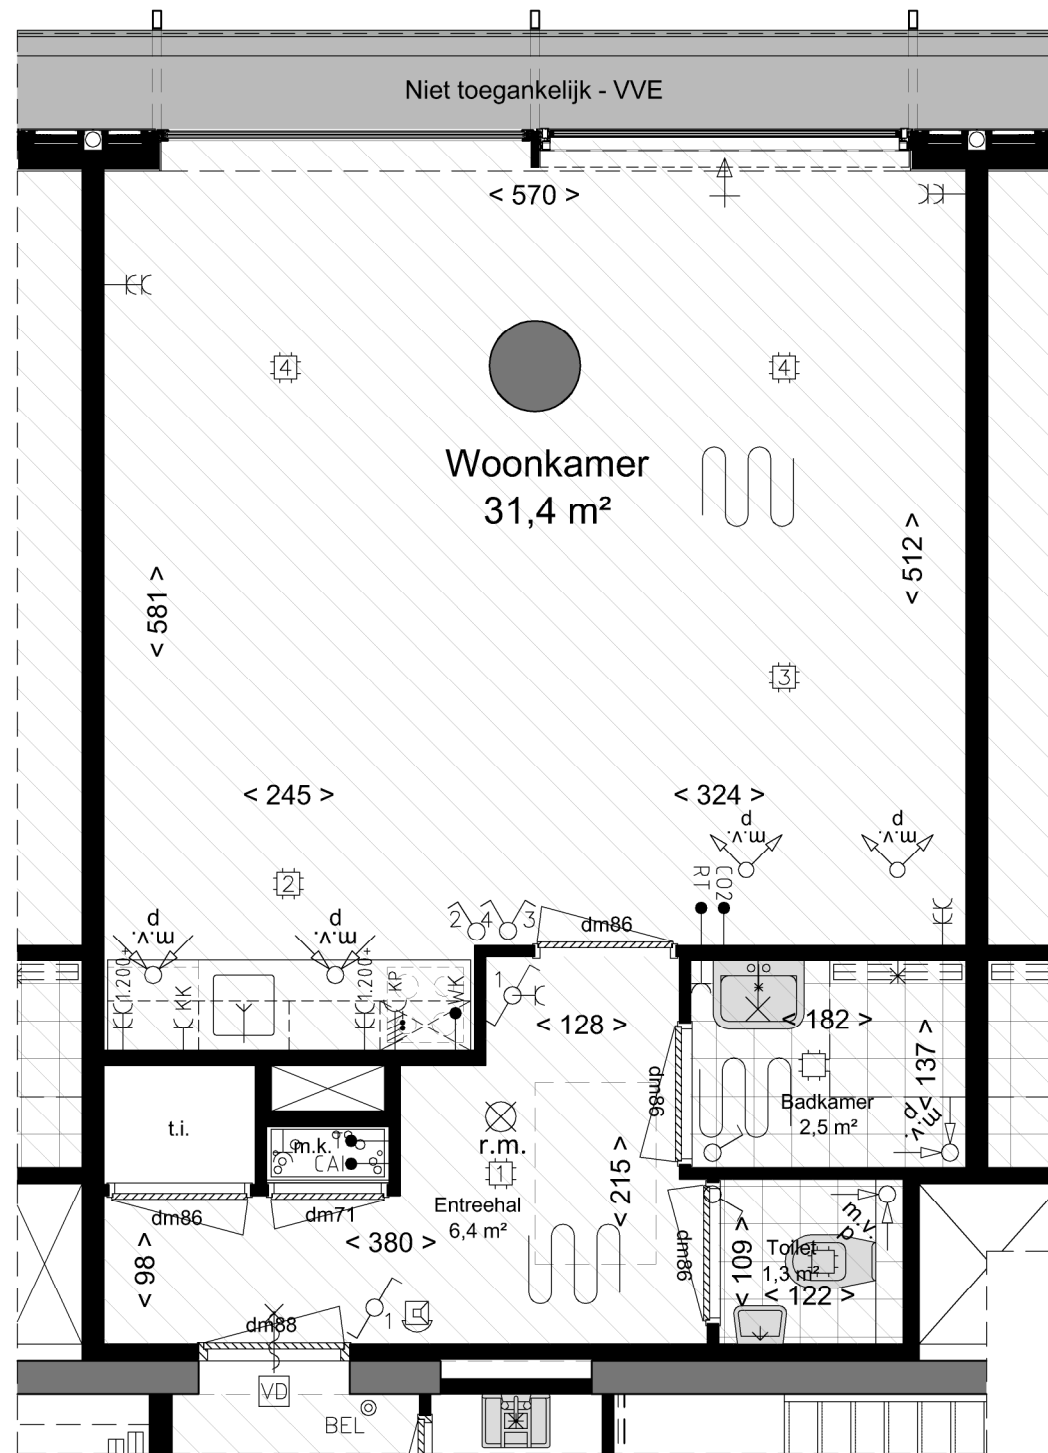 Niet toegankelijk - VVE
< 570 >
4
4
Woonkamer
31,4 m²
< 512 >
< 581 >
3
< 245 >
< 324 >
p
m.v.
p
m.v.
2
RT
CO2
2 4 3
dm86
p
m.v.
p
m.v.
1.200+
KK
1.200+
KP
WK
1
< 128 >
< 182 >
< 137 >
dm86
Badkamer
2,5 m²
m.v.
p
t.i.
m.k.
T
CAI
r.m.
1
< 215 >
Entreehal
6,4 m²
dm86
dm71
< 380 >
< 98 >
dm86
m.v.
p
< 109 >
Toilet
1,3 m²
< 122 >
1
dm88
VD
BEL